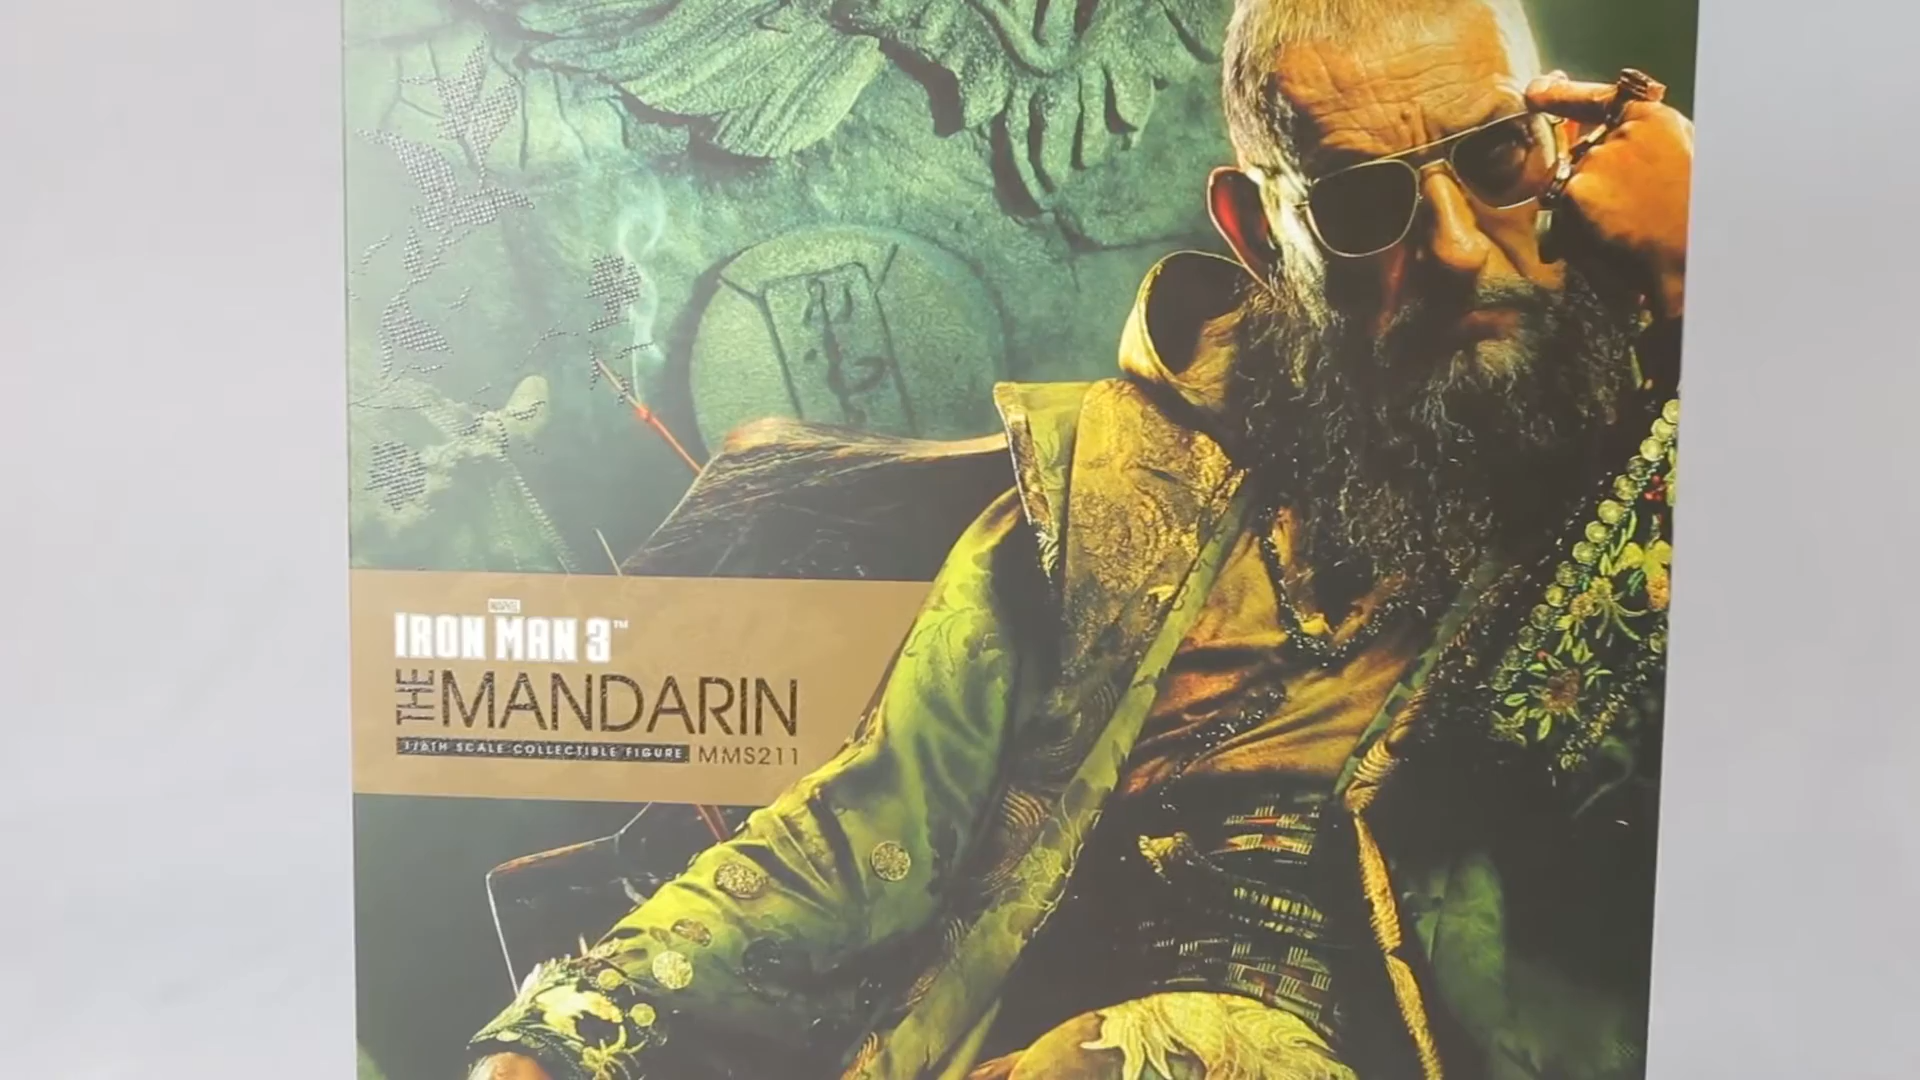 MARVEL
IRON MAN 3™
THE MANDARIN
1/6TH SCALE COLLECTIBLE FIGURE MMS211